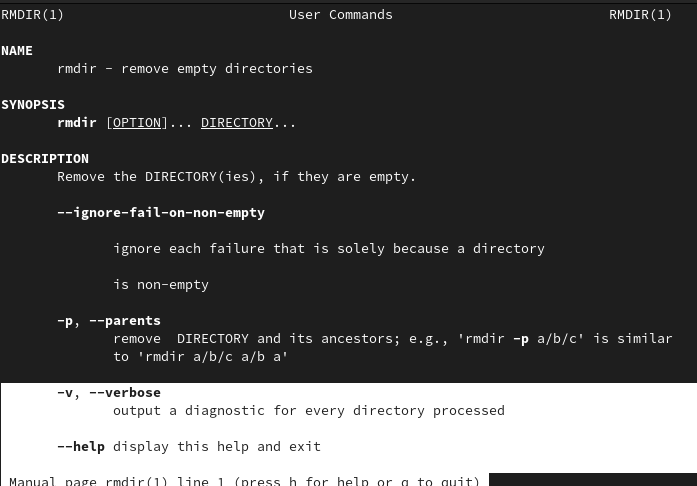 RMDIR(1) User Commands RMDIR(1)
NAME
rmdir - remove empty directories
SYNOPSIS
rmdir [OPTION]... DIRECTORY...
DESCRIPTION
Remove the DIRECTORY(ies), if they are empty.
--ignore-fail-on-non-empty
ignore each failure that is solely because a directory
is non-empty
-p, --parents
remove  DIRECTORY and its ancestors; e.g., 'rmdir -p a/b/c' is similar
to 'rmdir a/b/c a/b a'
-v, --verbose
output a diagnostic for every directory processed
--help display this help and exit
Manual page rmdir(1) line 1 (press h for help or q to quit)